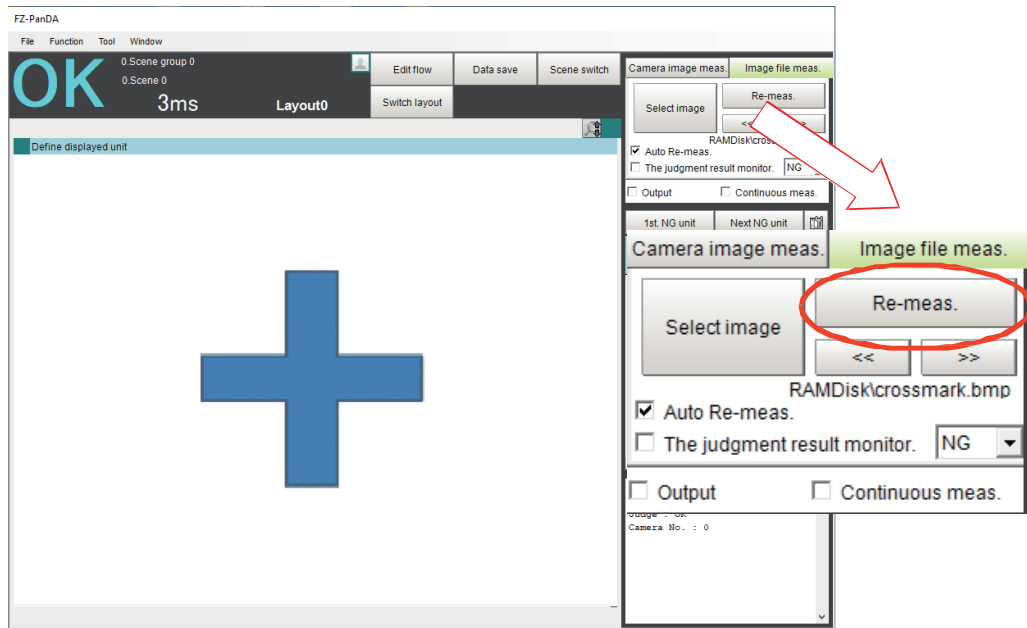 FZ-PanDA
File Function Tool Window
OK
0.Scene group 0
0.Scene 0
3ms Layout0
Edit flow Data save Scene switch
Switch layout
Define displayed unit
Camera image meas. Image file meas.
Select image
Re-meas.
<<
RAMDisk\cross
Auto Re-meas.
The judgment result monitor. NG
Output Continuous meas.
1st. NG unit Next NG unit
Camera image meas. Image file meas.
Select image
Re-meas.
<< >>
RAMDisk\crossmark.bmp
Auto Re-meas.
The judgment result monitor. NG
Output Continuous meas.
Judge : OK
Camera No. : 0